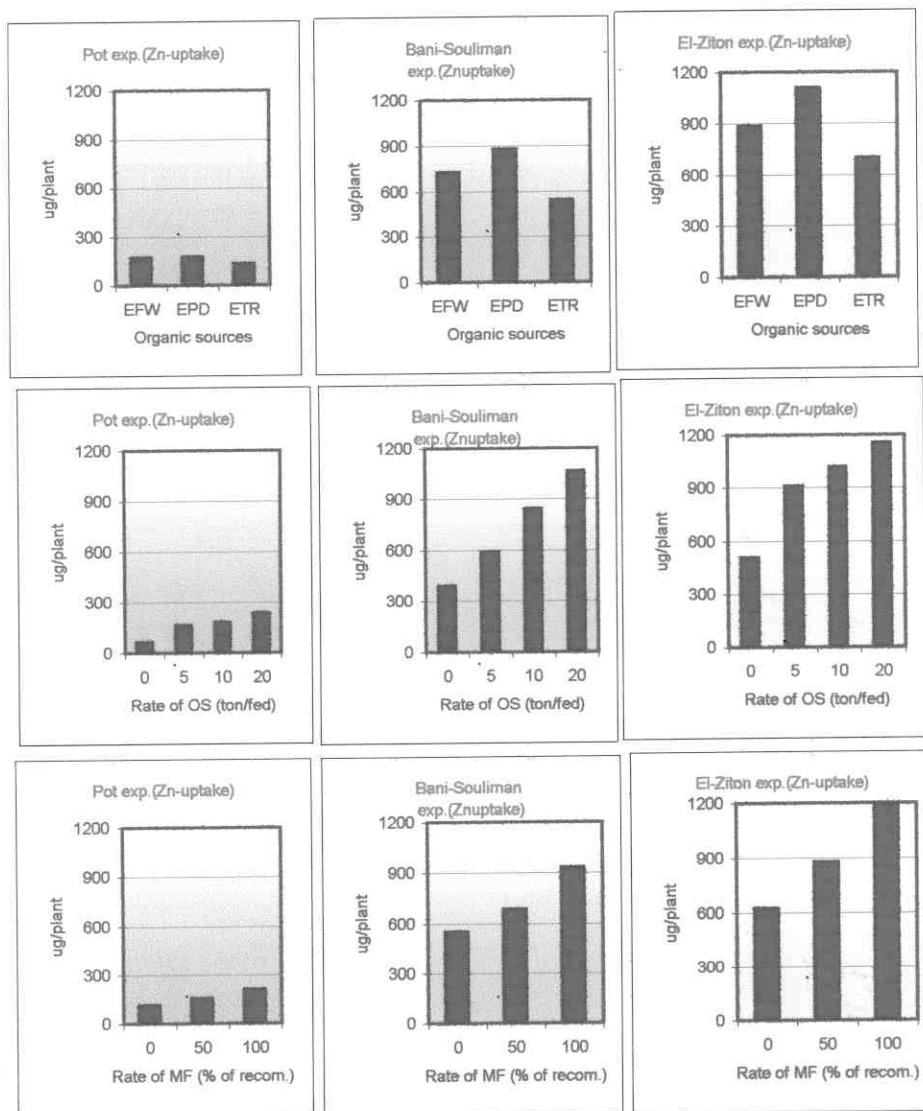 Pot exp.(Zn-uptake)
1200
900
600
300
0
ug/plant
EFW EPD ETR
Organic sources
Bani-Souliman
exp.(Znuptake)
1200
900
600
300
0
ug/plant
EFW EPD ETR
Organic sources
El-Ziton exp.(Zn-uptake)
1200
900
600
300
0
ug/plant
EFW EPD ETR
Organic sources
Pot exp.(Zn-uptake)
1200
900
600
300
0
ug/plant
0 5 10 20
Rate of OS (ton/fed)
Bani-Souliman
exp.(Znuptake)
1200
900
600
300
0
ug/plant
0 5 10 20
Rate of OS (ton/fed)
El-Ziton exp.(Zn-uptake)
1200
900
600
300
0
ug/plant
0 5 10 20
Rate of OS (ton/fed)
Pot exp.(Zn-uptake)
1200
900
600
300
0
ug/plant
0 50 100
Rate of MF (% of recom.)
Bani-Souliman
exp.(Znuptake)
1200
900
600
300
0
ug/plant
0 50 100
Rate of MF (% of recom.)
El-Ziton exp.(Zn-uptake)
1200
900
600
300
0
ug/plant
0 50 100
Rate of MF (% of recom.)